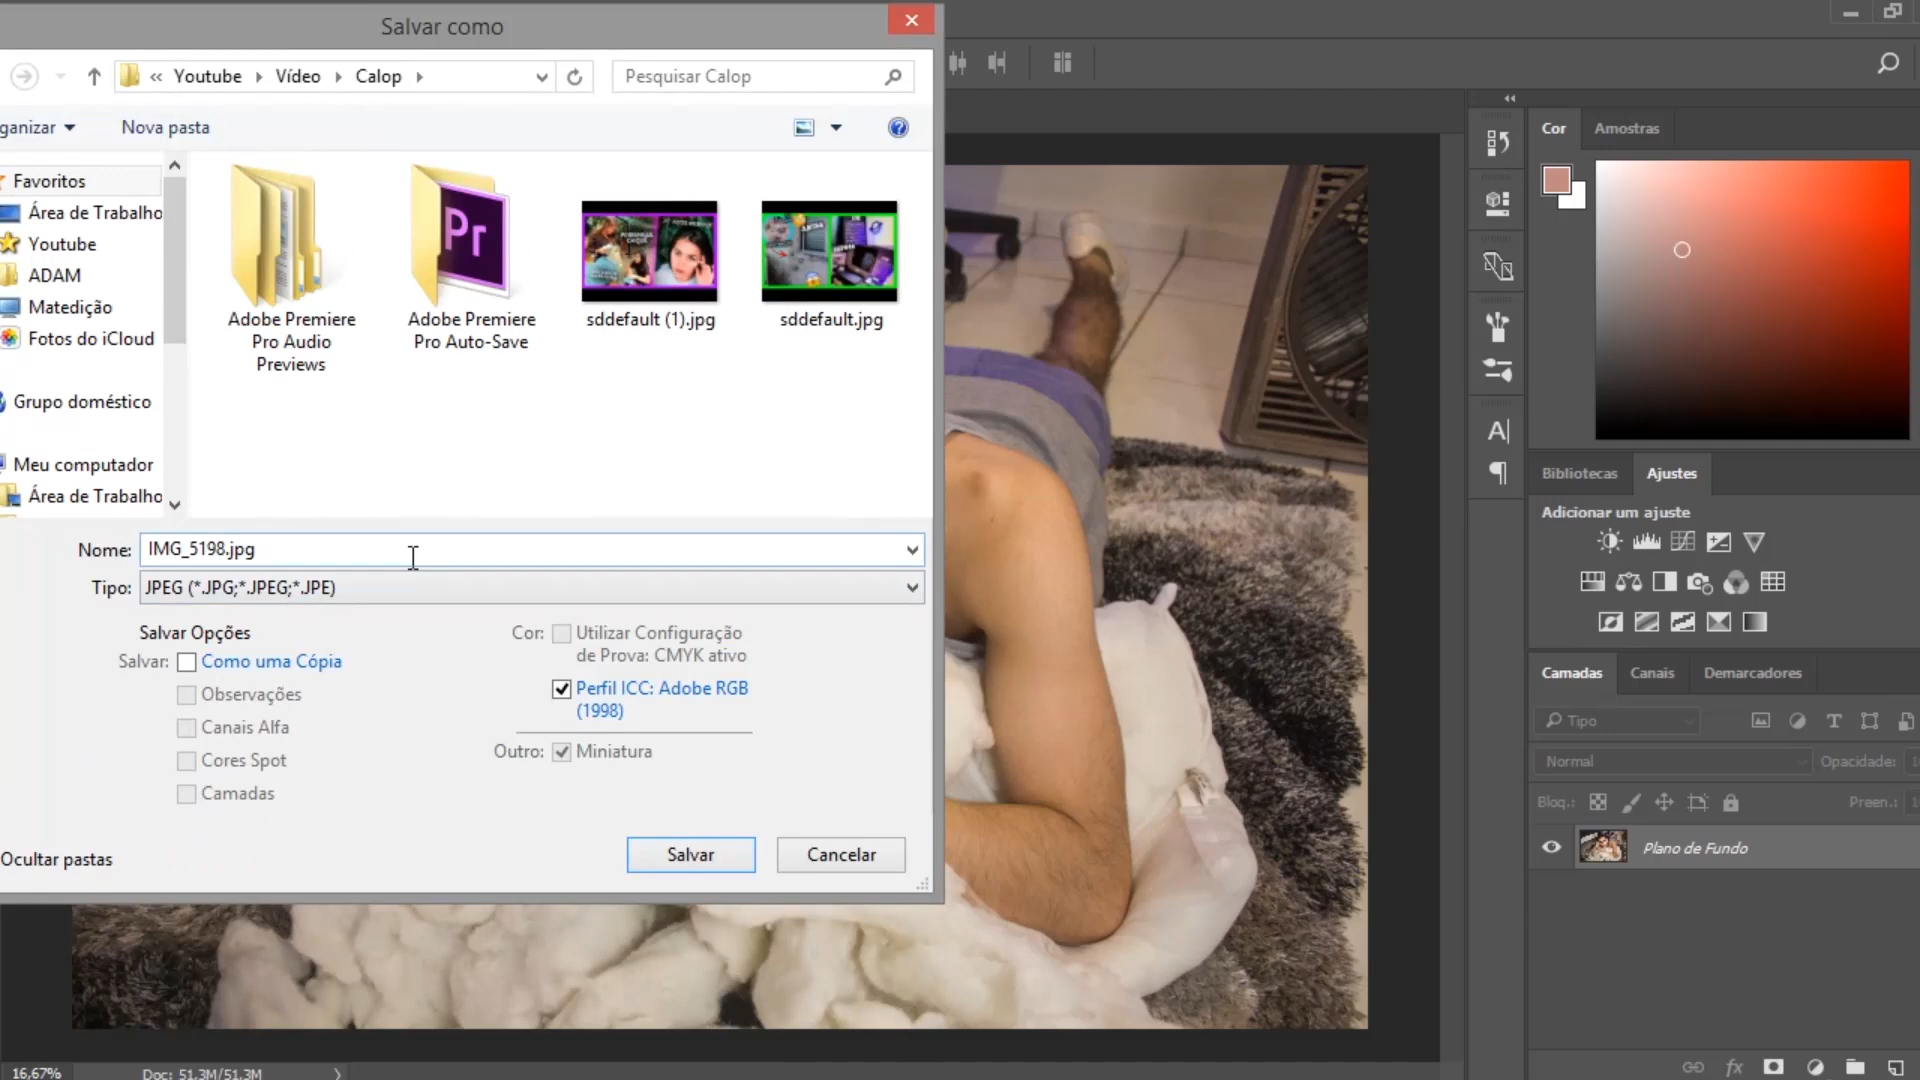 Salvar como
Youtube Vídeo Calop
Pesquisar Calop
ganizar
Nova pasta
Favoritos
Área de Trabalho
Youtube
ADAM
Matedição
Fotos do iCloud
Grupo doméstico
Meu computador
Área de Trabalho
Adobe Premiere
Pro Audio
Previews
Pr
Adobe Premiere
Pro Auto-Save
sddefault (1).jpg
sddefault.jpg
Nome: IMG_5198.jpg
Tipo: JPEG (*.JPG;*.JPEG;*.JPE)
Salvar Opções
Salvar: Como uma Cópia
Observações
Canais Alfa
Cores Spot
Camadas
Cor: Utilizar Configuração
de Prova: CMYK ativo
Perfil ICC: Adobe RGB
(1998)
Outro: Miniatura
Ocultar pastas
Salvar
Cancelar
16,67%
Doc: 51,3M/51,3M
Cor
Amostras
Bibliotecas
Ajustes
Adicionar um ajuste
Camadas
Canais
Demarcadores
Tipo
Normal
Opacidade:
Bloq.:
Preen.:
Plano de Fundo
fx